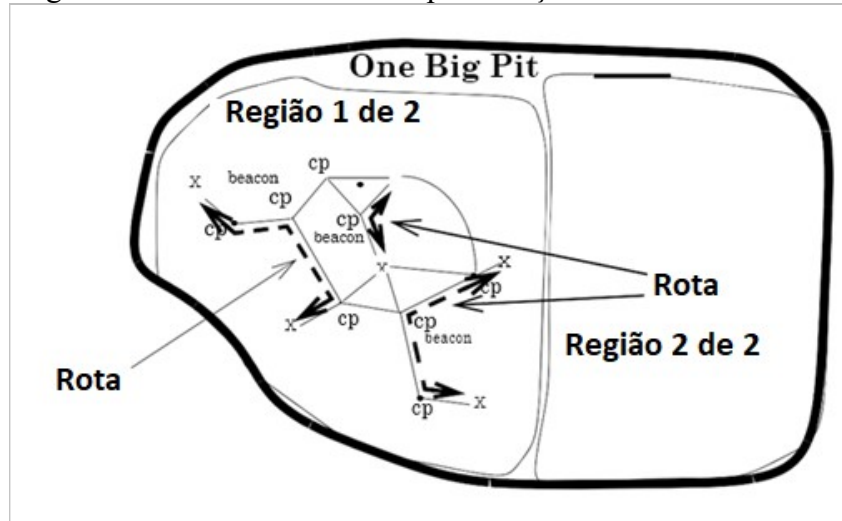 One Big Pit
Região 1 de 2
cp
beacon
X
cp
cp
cp
beacon
x
X
cp
Rota
cp
cp
X
beacon
Região 2 de 2
Rota
X
cp